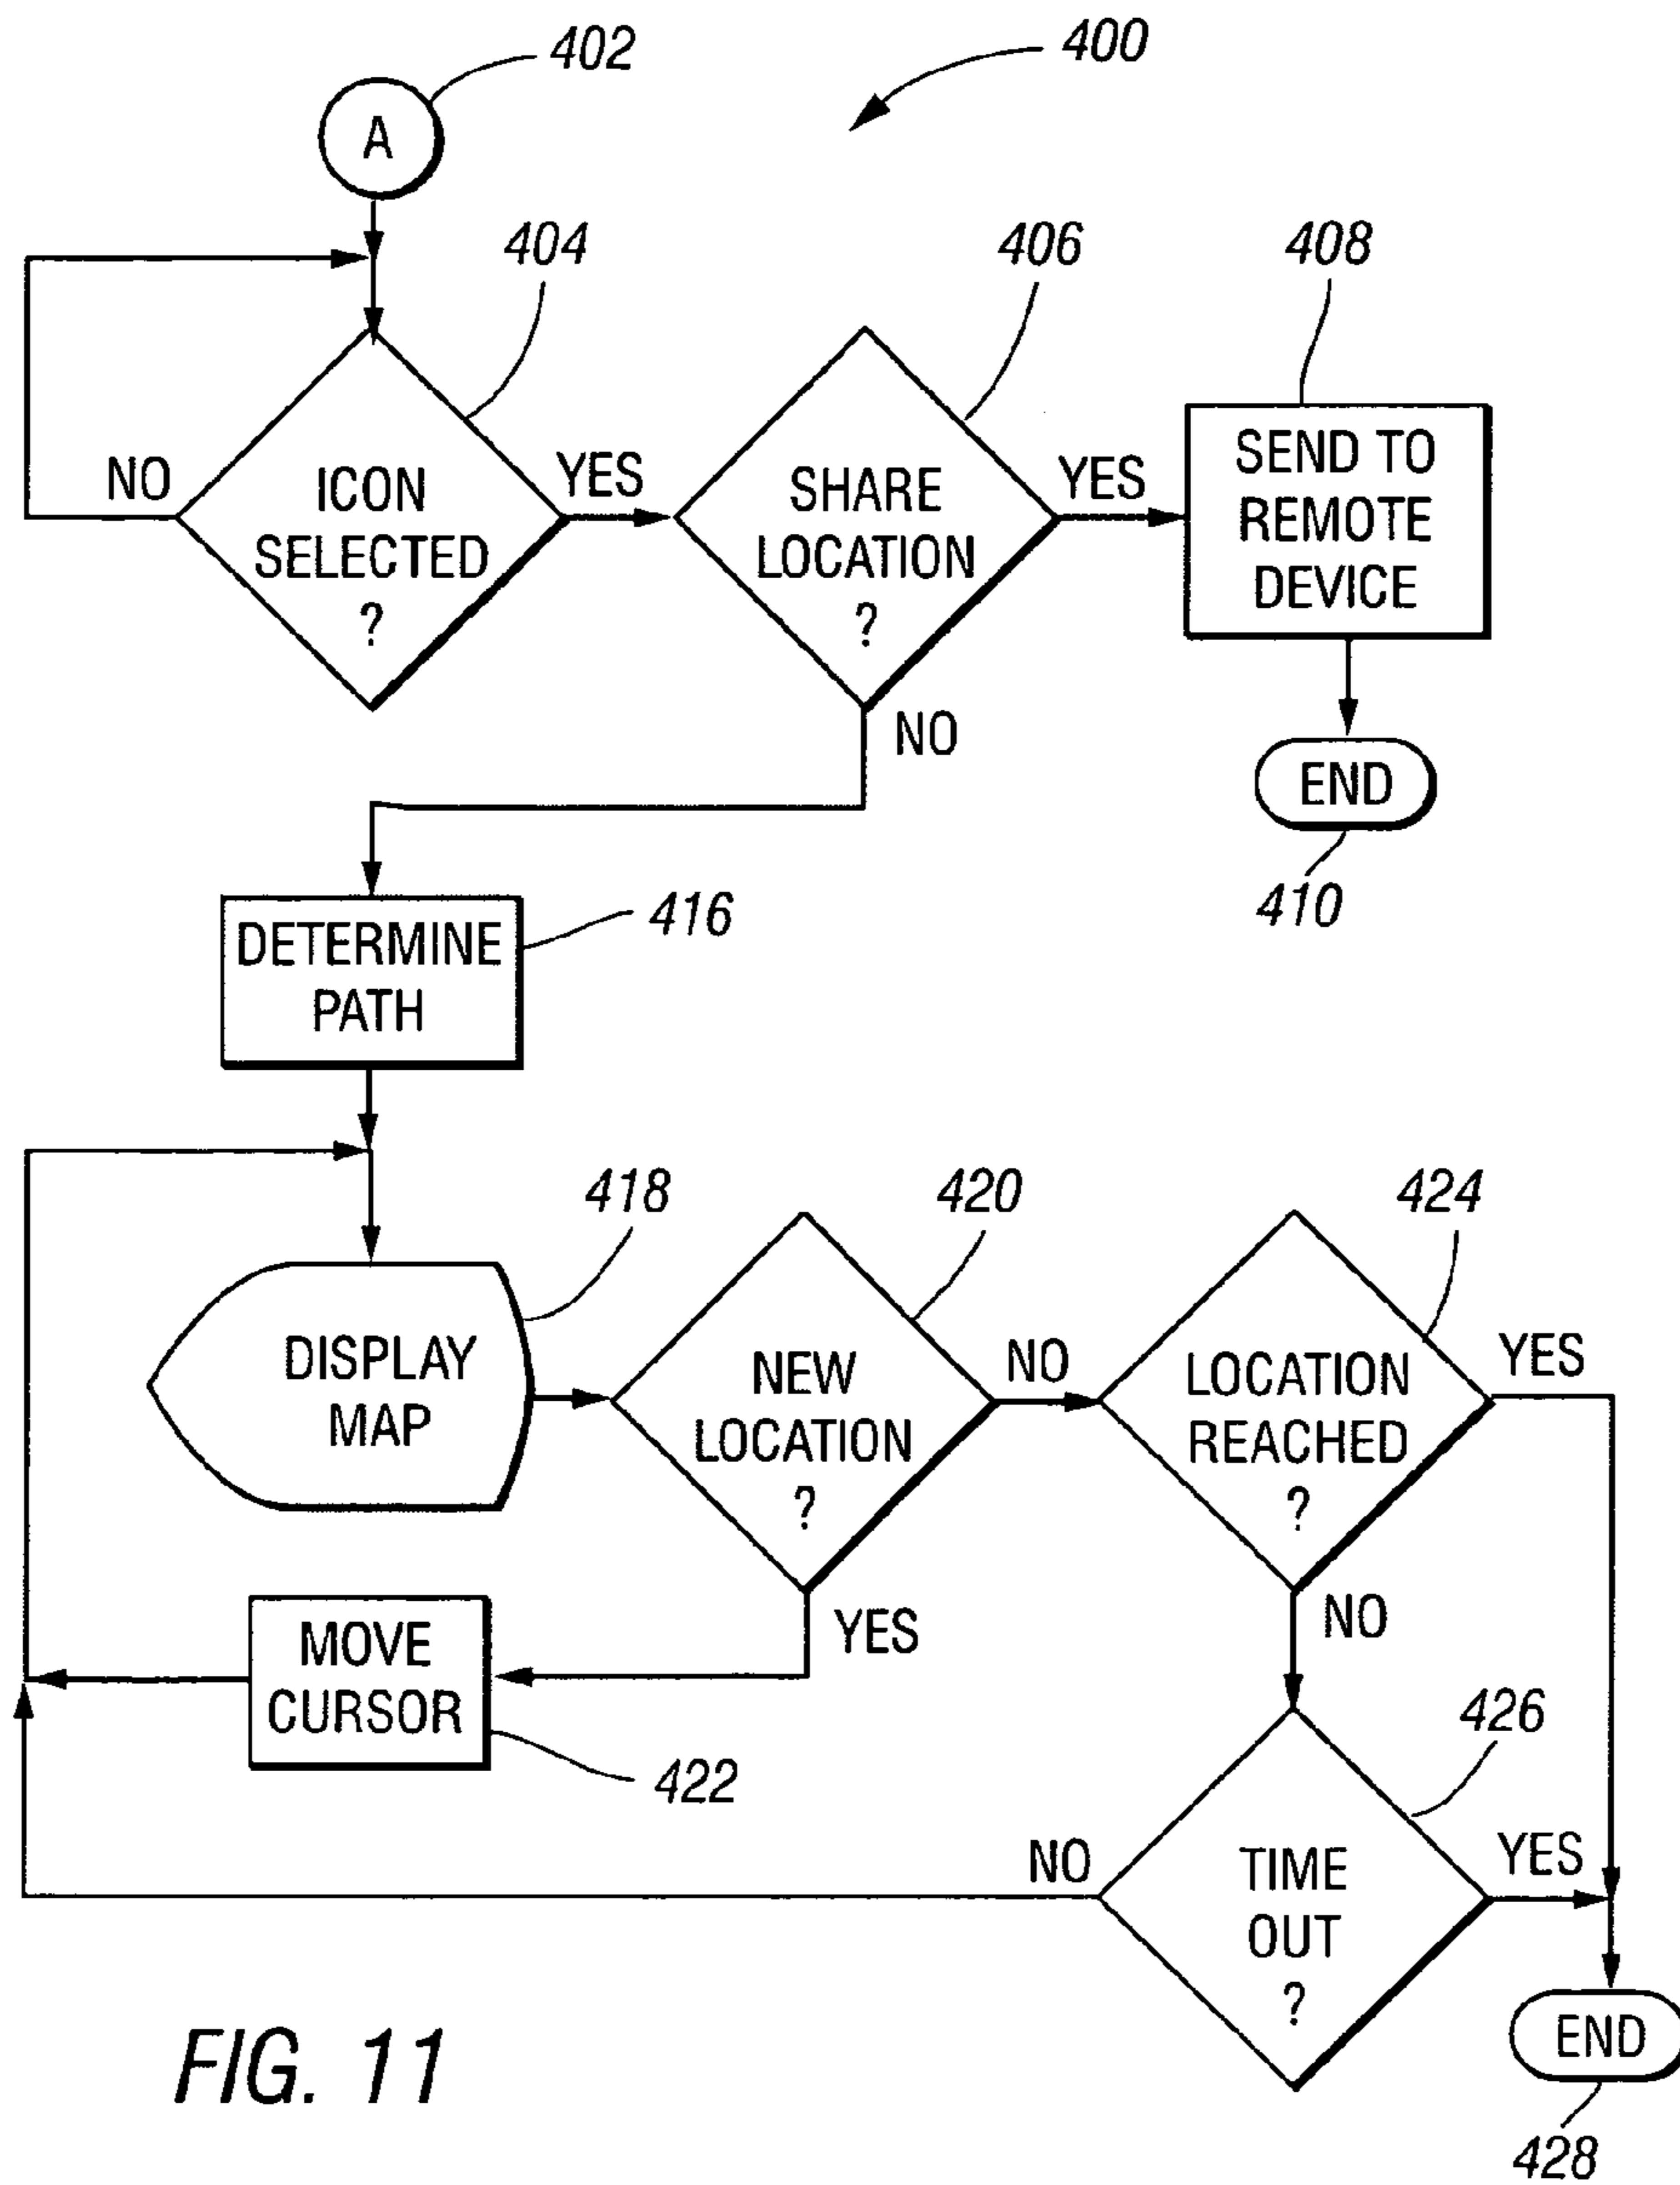 402
400
A
404
406
408
NO
ICON
SELECTED
?
YES
SHARE
LOCATION
?
YES
SEND TO
REMOTE
DEVICE
NO
END
410
DETERMINE
PATH
416
418
420
424
DISPLAY
MAP
NEW
LOCATION
?
NO
LOCATION
REACHED
?
YES
MOVE
CURSOR
YES
NO
422
426
NO
TIME
OUT
?
YES
END
428
FIG. 11